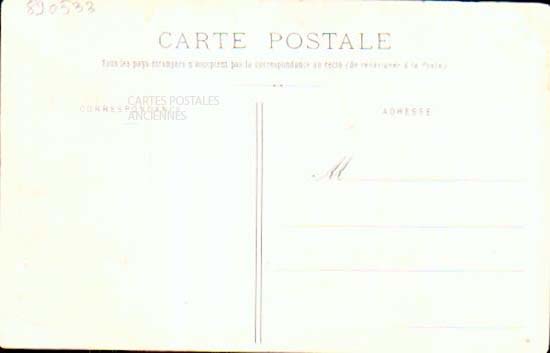 890533
CARTE POSTALE
Tous les pays étrangers n'acceptent pas la correspondance au recto (Se renseigner à la Poste)
CARTES POSTALES
ANCIENNES
CORRESPONDANCE
ADRESSE
M